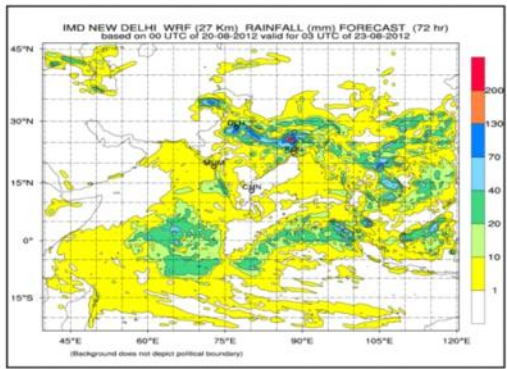 IMD NEW DELHI WRF (27 Km) RAINFALL (mm) FORECAST (72 hr)
based on 00 UTC of 20-08-2012 valid for 03 UTC of 23-08-2012
45°N
30°N
15°N
0°
15°S
45°E
60°E
75°E
90°E
105°E
120°E
MUM
CHN
200
130
70
40
20
10
1
(Background does not depict political boundary)